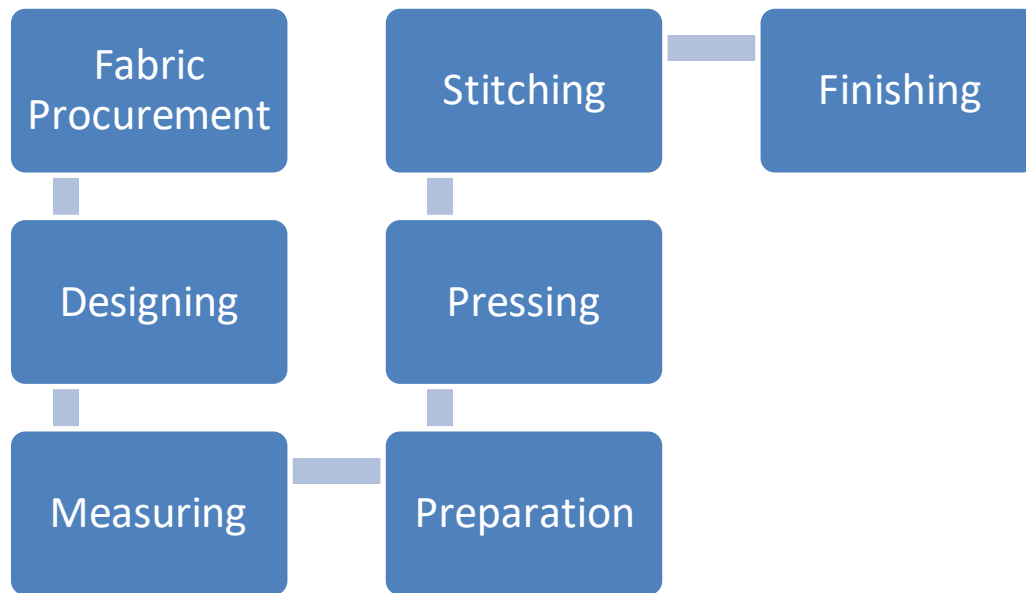 Fabric
Procurement
Designing
Measuring
Preparation
Pressing
Stitching
Finishing